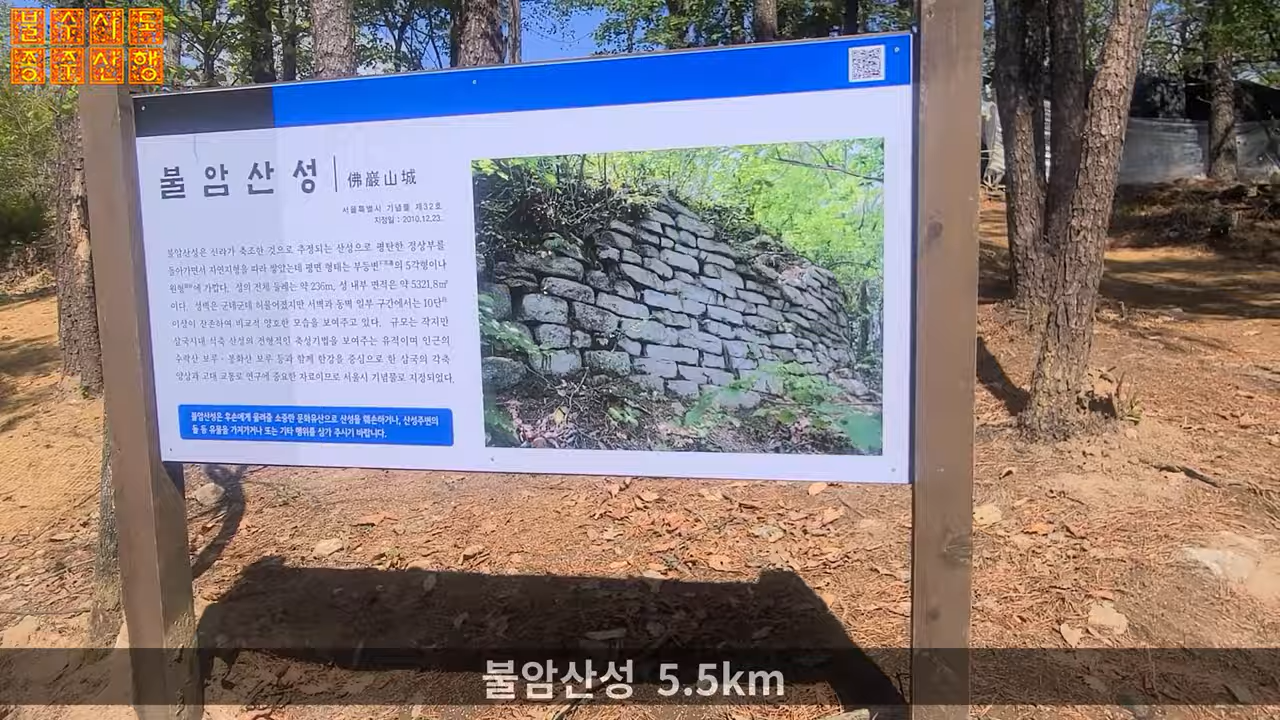 불수사도
종주산행
불암산성 佛巖山城
서울특별시 기념물 제32호
지정일 : 2010.12.23.
불암산성은 신라가 축조한 것으로 추정되는 산성으로 평탄한 정상부를
돌아가면서 자연지형을 따라 쌓았는데 평면 형태는 부등변의 5각형이나
원형에 가깝다. 성의 전체 둘레는 약 236m, 성 내부 면적은 약 5321.8㎡
이다. 성벽은 군데군데 허물어졌지만 서벽과 동벽 일부 구간에서는 10단
이상이 잔존하여 비교적 양호한 모습을 보여주고 있다. 규모는 작지만
삼국시대 석축 산성의 전형적인 축성기법을 보여주는 유적이며 인근의
수락산 보루 · 봉화산 보루 등과 함께 한강을 중심으로 한 삼국의 각축
양상과 고대 교통로 연구에 중요한 자료이므로 서울시 기념물로 지정되었다.
불암산성은 후손에게 물려줄 소중한 문화유산으로 산성을 훼손하거나, 산성주변의
돌 등 유물을 가져가거나 또는 기타 행위를 삼가 주시기 바랍니다.
불암산성 5.5km